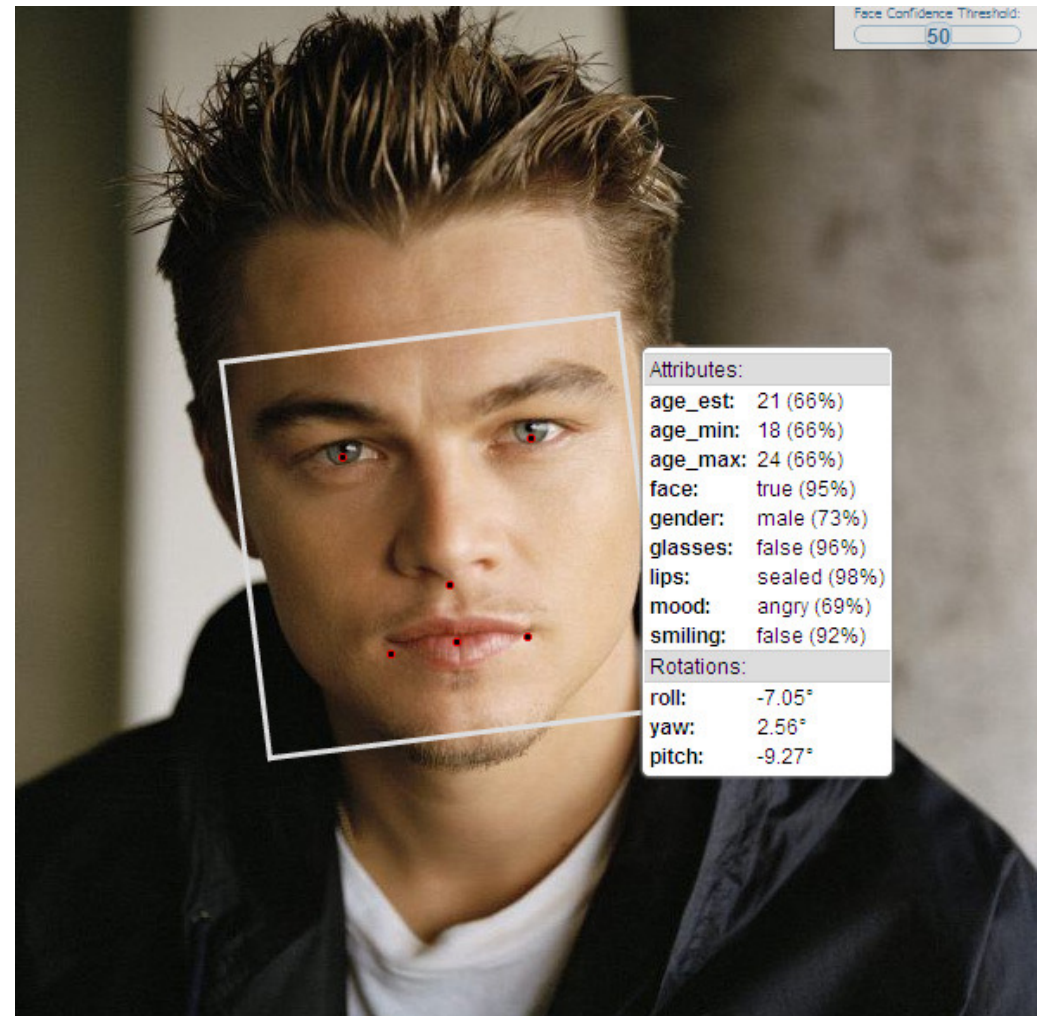 Face Confidence Threshold:
50
Attributes:
age_est: 21 (66%)
age_min: 18 (66%)
age_max: 24 (66%)
face: true (95%)
gender: male (73%)
glasses: false (96%)
lips: sealed (98%)
mood: angry (69%)
smiling: false (92%)
Rotations:
roll: -7.05°
yaw: 2.56°
pitch: -9.27°